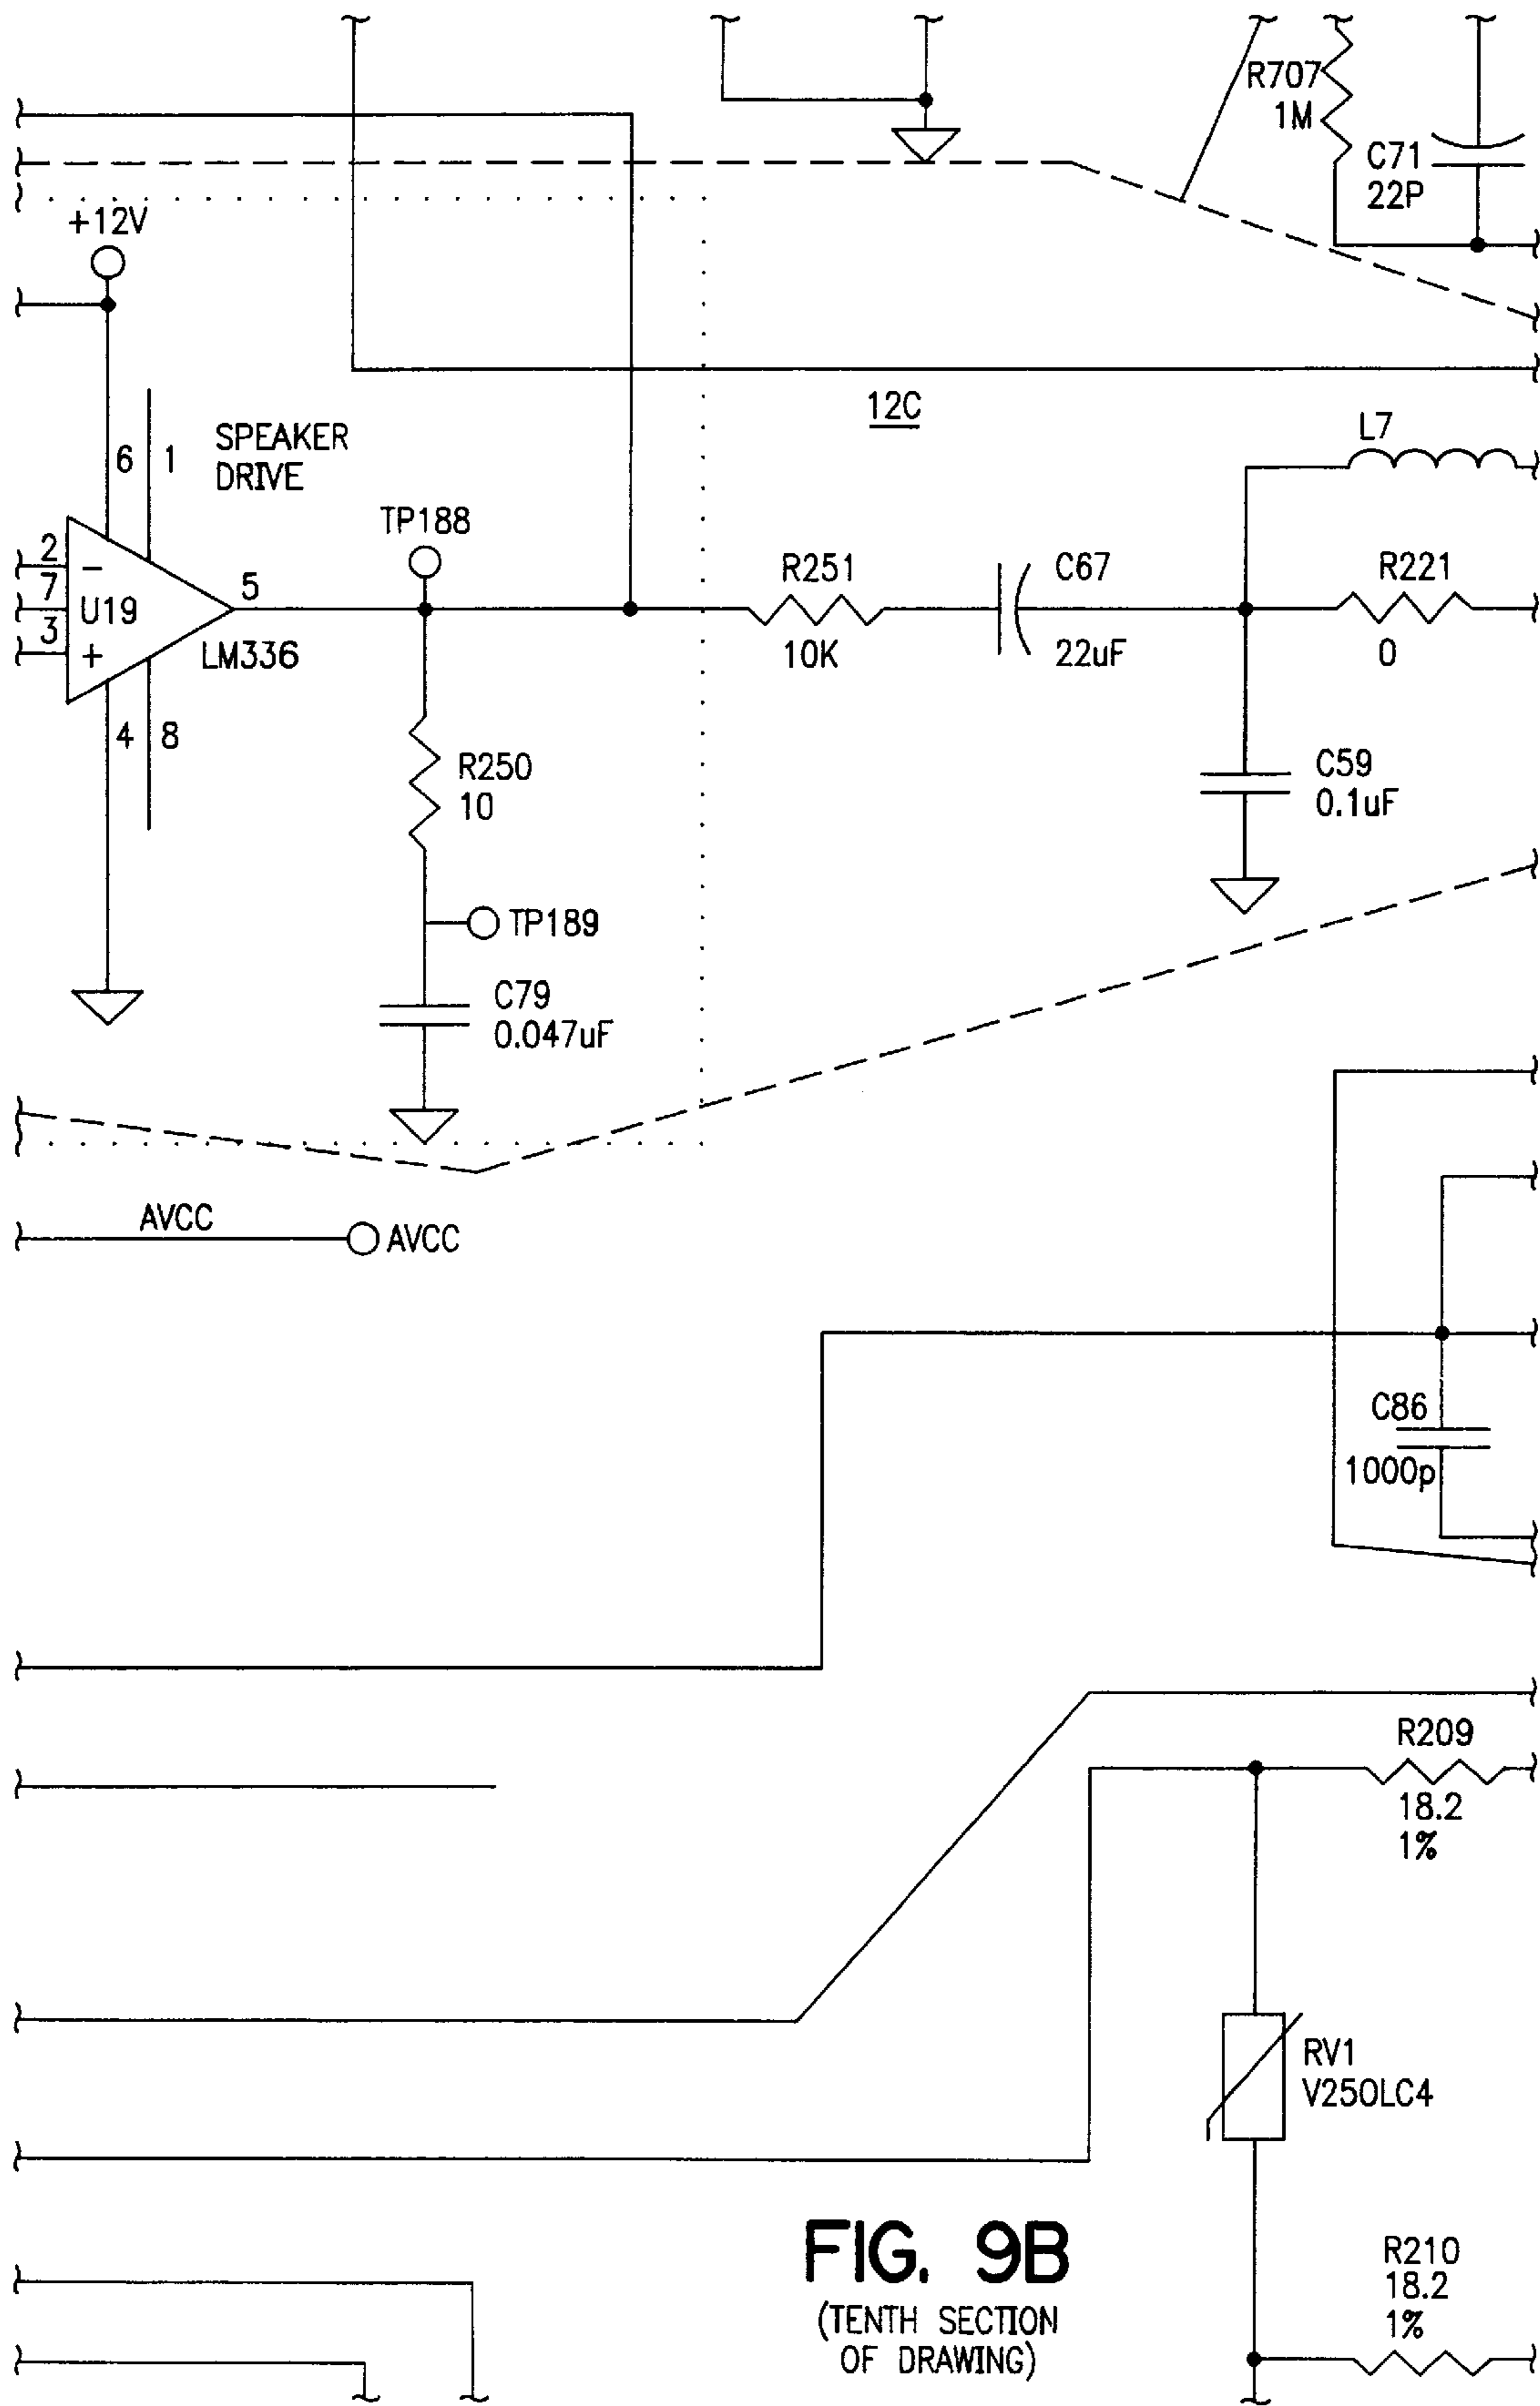 R707
1M
C71
22P
+12V
12C
L7
6
1
SPEAKER
DRIVE
TP188
2
−
7
U19
3
+
5
LM336
R251
10K
C67
22uF
R221
0
4
8
R250
10
C59
0.1uF
TP189
C79
0.047uF
AVCC
AVCC
C86
1000p
R209
18.2
1%
RV1
V250LC4
R210
18.2
1%
FIG. 9B
(TENTH SECTION
OF DRAWING)